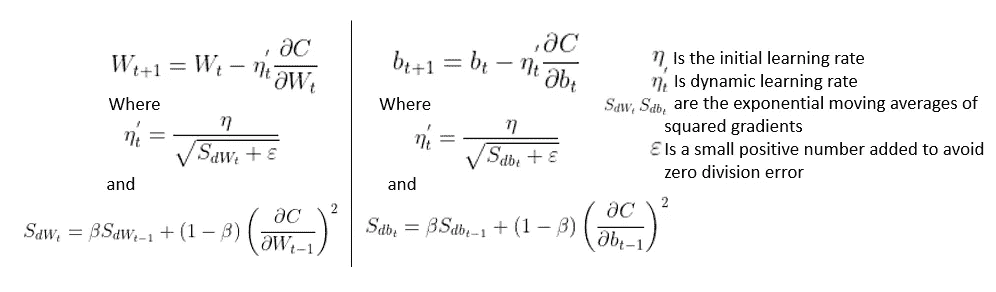 W_{t+1} = W_t − η'_t ∂C/∂W_t
Where
η'_t = η / √(S_{dW_t} + ε)
and
S_{dW_t} = βS_{dW_{t−1}} + (1 − β) (∂C/∂W_{t−1})^2
b_{t+1} = b_t − η'_t ∂C/∂b_t
Where
η'_t = η / √(S_{db_t} + ε)
and
S_{db_t} = βS_{db_{t−1}} + (1 − β) (∂C/∂b_{t−1})^2
η Is the initial learning rate
η'_t Is dynamic learning rate
S_{dW_t} S_{db_t} are the exponential moving averages of
squared gradients
ε Is a small positive number added to avoid
zero division error